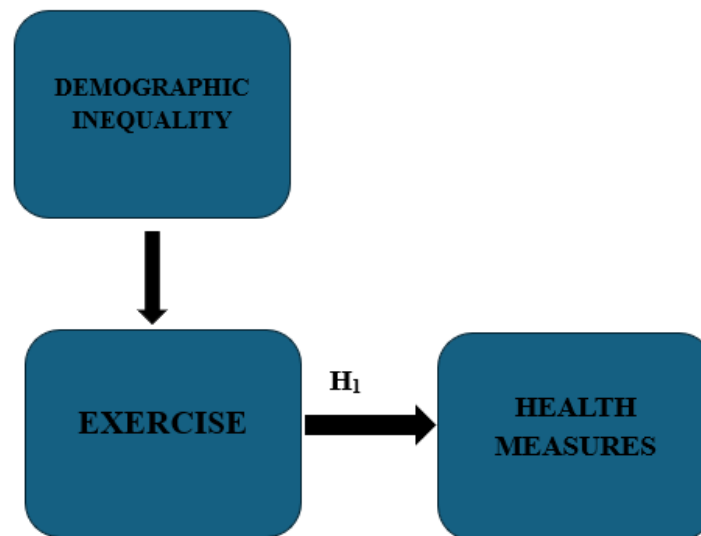 DEMOGRAPHIC
INEQUALITY
EXERCISE
H₁
HEALTH
MEASURES